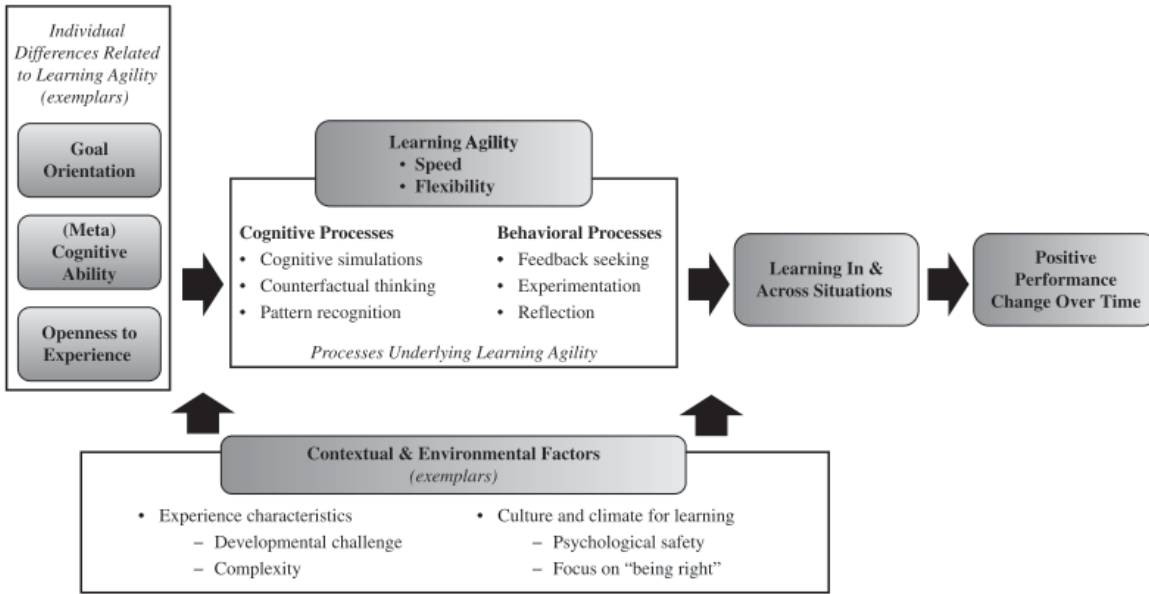 Individual
Differences Related
to Learning Agility
(exemplars)
Goal
Orientation
(Meta)
Cognitive
Ability
Openness to
Experience
Learning Agility
• Speed
• Flexibility
Cognitive Processes
• Cognitive simulations
• Counterfactual thinking
• Pattern recognition
Behavioral Processes
• Feedback seeking
• Experimentation
• Reflection
Processes Underlying Learning Agility
Learning In &
Across Situations
Positive
Performance
Change Over Time
Contextual & Environmental Factors
(exemplars)
• Experience characteristics
– Developmental challenge
– Complexity
• Culture and climate for learning
– Psychological safety
– Focus on “being right”